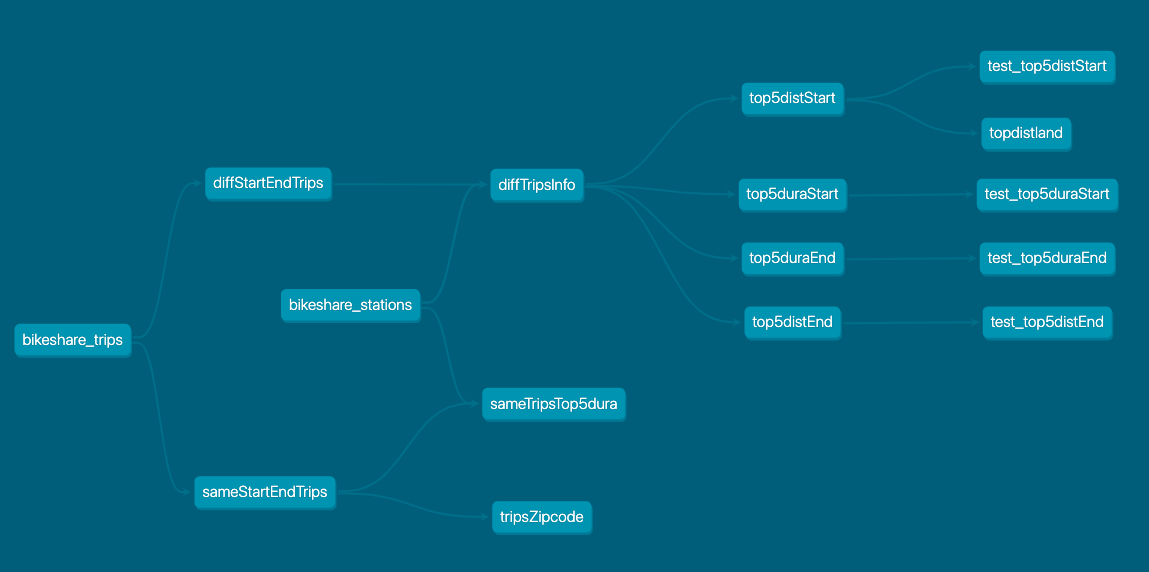 test_top5distStart
top5distStart
topdistland
diffStartEndTrips
diffTripsInfo
top5duraStart
test_top5duraStart
top5duraEnd
test_top5duraEnd
bikeshare_stations
top5distEnd
test_top5distEnd
bikeshare_trips
sameTripsTop5dura
sameStartEndTrips
tripsZipcode